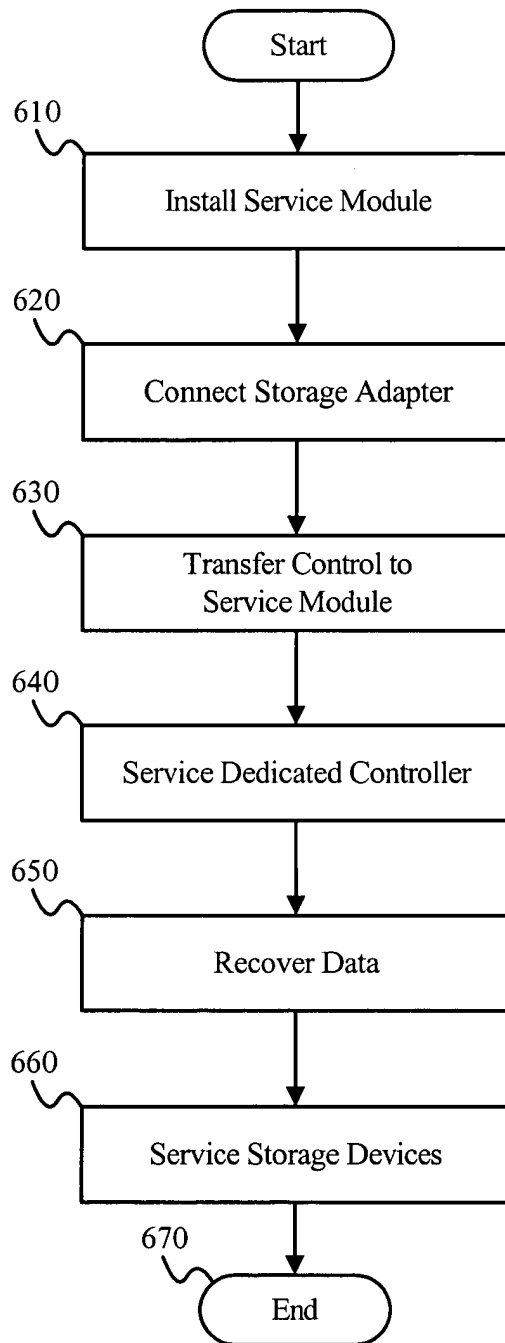 Start
610
Install Service Module
620
Connect Storage Adapter
630
Transfer Control to
Service Module
640
Service Dedicated Controller
650
Recover Data
660
Service Storage Devices
670
End